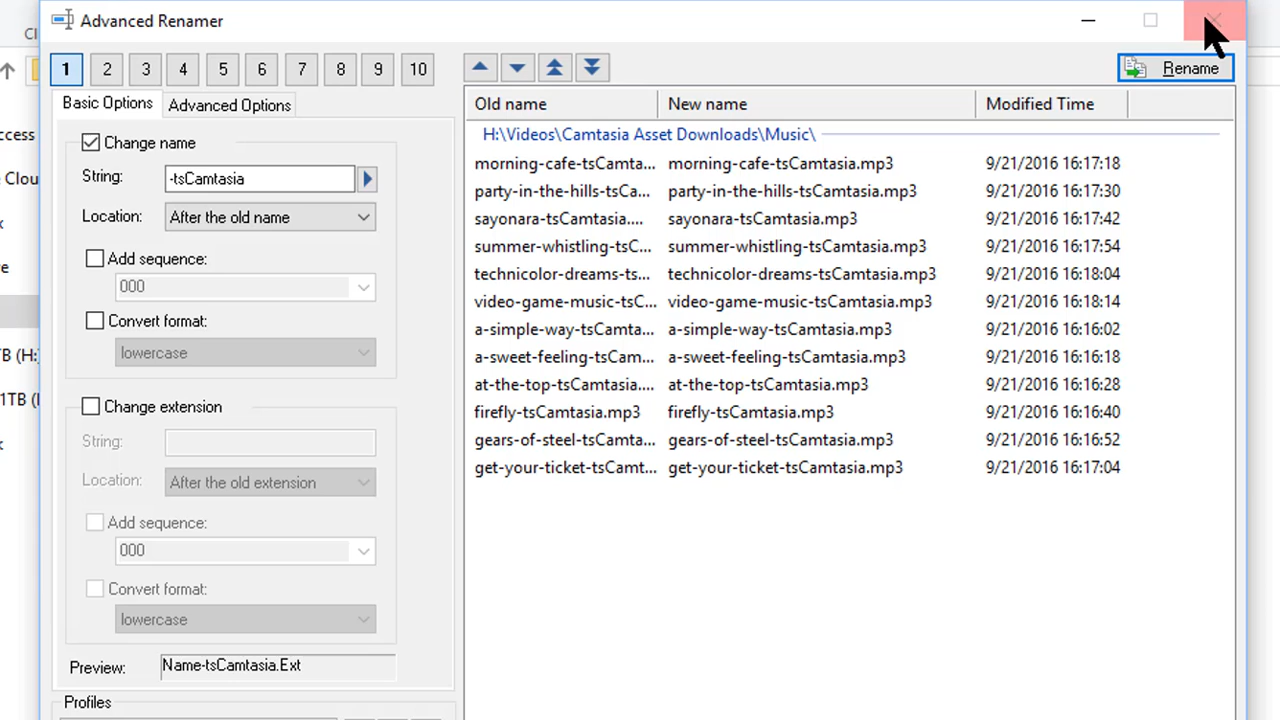 Advanced Renamer
1 2 3 4 5 6 7 8 9 10
Rename
Basic Options Advanced Options
Change name
String: -tsCamtasia
Location: After the old name
Add sequence:
000
Convert format:
lowercase
Change extension
String:
Location: After the old extension
Add sequence:
000
Convert format:
lowercase
Preview: Name-tsCamtasia.Ext
Profiles
Old name New name Modified Time
H:\Videos\Camtasia Asset Downloads\Music\
morning-cafe-tsCamta... morning-cafe-tsCamtasia.mp3 9/21/2016 16:17:18
party-in-the-hills-tsCa... party-in-the-hills-tsCamtasia.mp3 9/21/2016 16:17:30
sayonara-tsCamtasia.... sayonara-tsCamtasia.mp3 9/21/2016 16:17:42
summer-whistling-tsC... summer-whistling-tsCamtasia.mp3 9/21/2016 16:17:54
technicolor-dreams-ts... technicolor-dreams-tsCamtasia.mp3 9/21/2016 16:18:04
video-game-music-tsC... video-game-music-tsCamtasia.mp3 9/21/2016 16:18:14
a-simple-way-tsCamta... a-simple-way-tsCamtasia.mp3 9/21/2016 16:16:02
a-sweet-feeling-tsCam... a-sweet-feeling-tsCamtasia.mp3 9/21/2016 16:16:18
at-the-top-tsCamtasia.... at-the-top-tsCamtasia.mp3 9/21/2016 16:16:28
firefly-tsCamtasia.mp3 firefly-tsCamtasia.mp3 9/21/2016 16:16:40
gears-of-steel-tsCamta... gears-of-steel-tsCamtasia.mp3 9/21/2016 16:16:52
get-your-ticket-tsCamt... get-your-ticket-tsCamtasia.mp3 9/21/2016 16:17:04